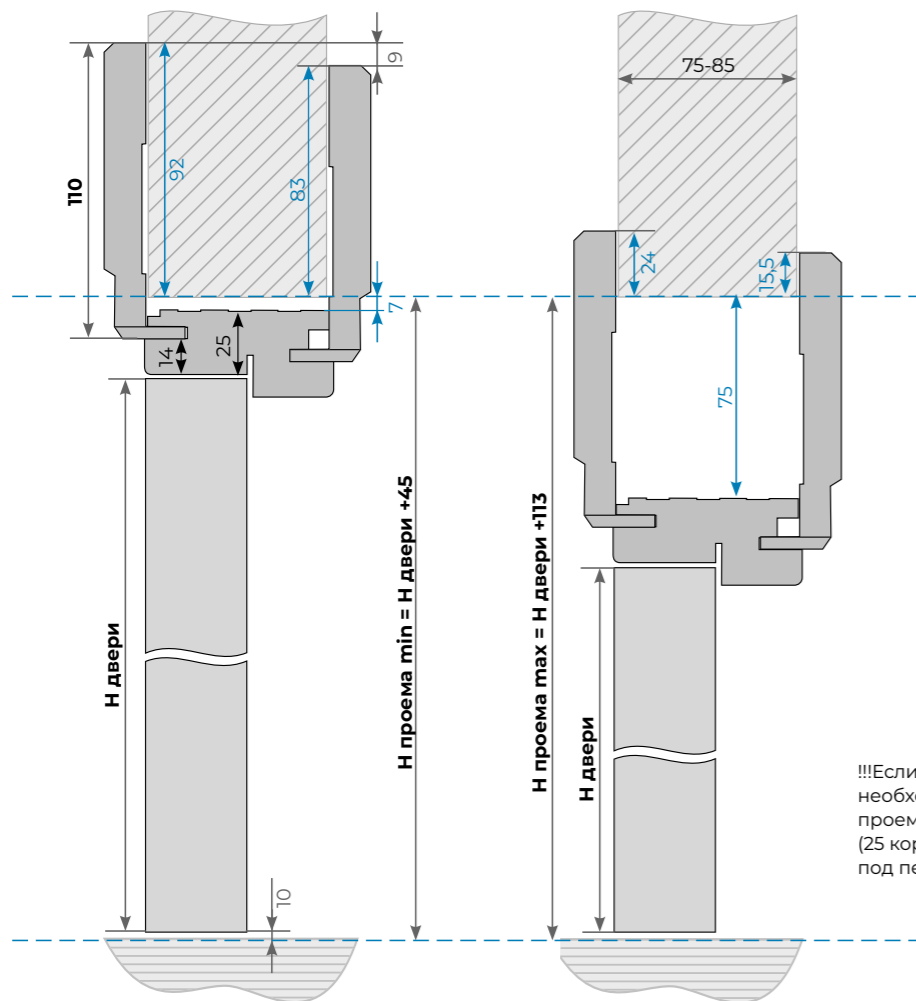 9
75-85
92
83
110
24
15,5
7
14
25
75
Н проема min = Н двери +45
Н проема max = Н двери +113
Н двери
Н двери
!!!Если
проем
(25 кор
под пе
10